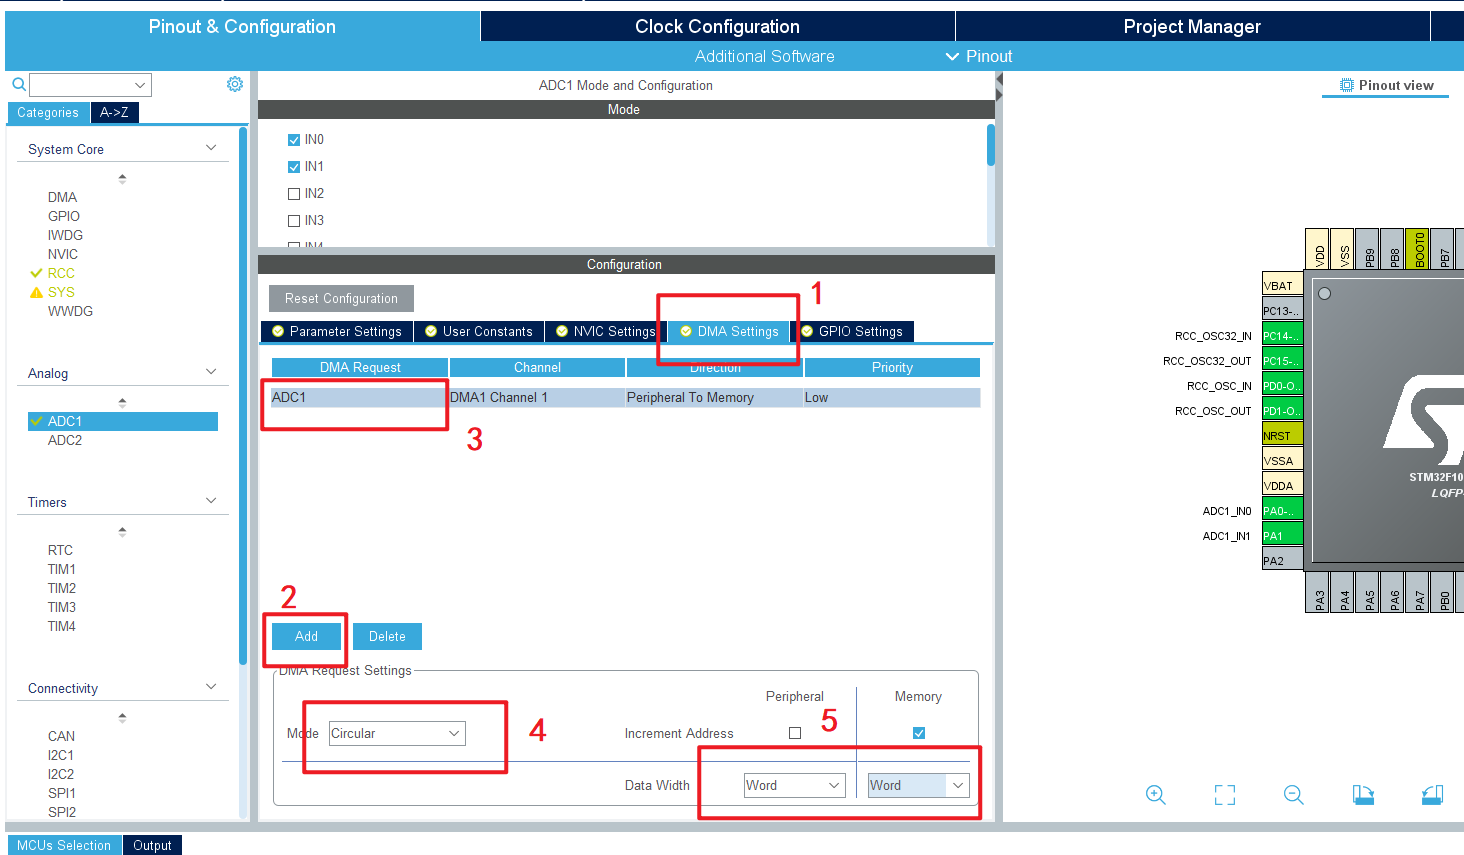 Pinout & Configuration
Clock Configuration
Project Manager
Additional Software
Pinout
Categories
A->Z
System Core
DMA
GPIO
IWDG
NVIC
RCC
SYS
WWDG
Analog
ADC1
ADC2
Timers
RTC
TIM1
TIM2
TIM3
TIM4
Connectivity
CAN
I2C1
I2C2
SPI1
SPI2
ADC1 Mode and Configuration
Mode
IN0
IN1
IN2
IN3
IN4
Configuration
Reset Configuration
1
Parameter Settings
User Constants
NVIC Settings
DMA Settings
GPIO Settings
DMA Request
Channel
Direction
Priority
ADC1
DMA1 Channel 1
Peripheral To Memory
Low
3
2
Add
Delete
DMA Request Settings
Peripheral
Memory
Mode
Circular
4
Increment Address
5
Data Width
Word
Word
Pinout view
VDD
VSS
PB9
PB8
BOOT0
PB7
VBAT
PC13-..
RCC_OSC32_IN
PC14-..
RCC_OSC32_OUT
PC15-..
RCC_OSC_IN
PD0-O..
RCC_OSC_OUT
PD1-O..
NRST
VSSA
VDDA
ADC1_IN0
PA0-..
ADC1_IN1
PA1
PA2
STM32F10
LQFP
PA3
PA4
PA5
PA6
PA7
PB0
MCUs Selection
Output